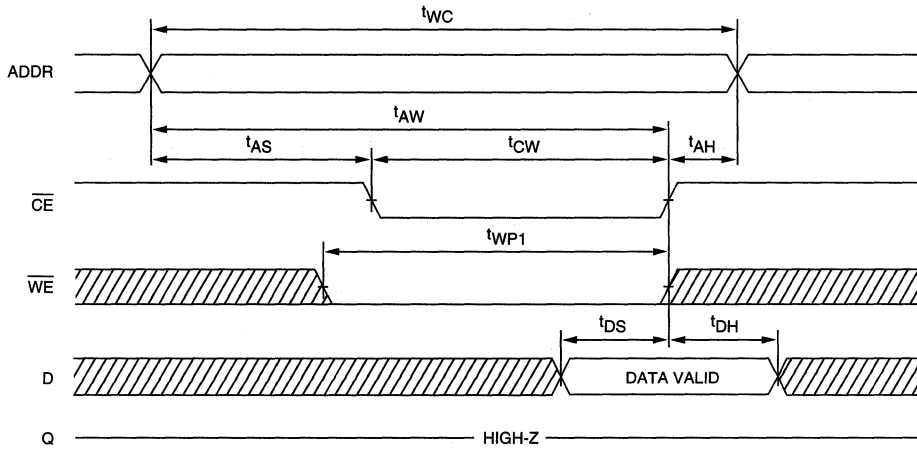 tWC
ADDR
tAW
tAS tCW tAH
CE
tWP1
WE
tDS tDH
D DATA VALID
Q HIGH-Z